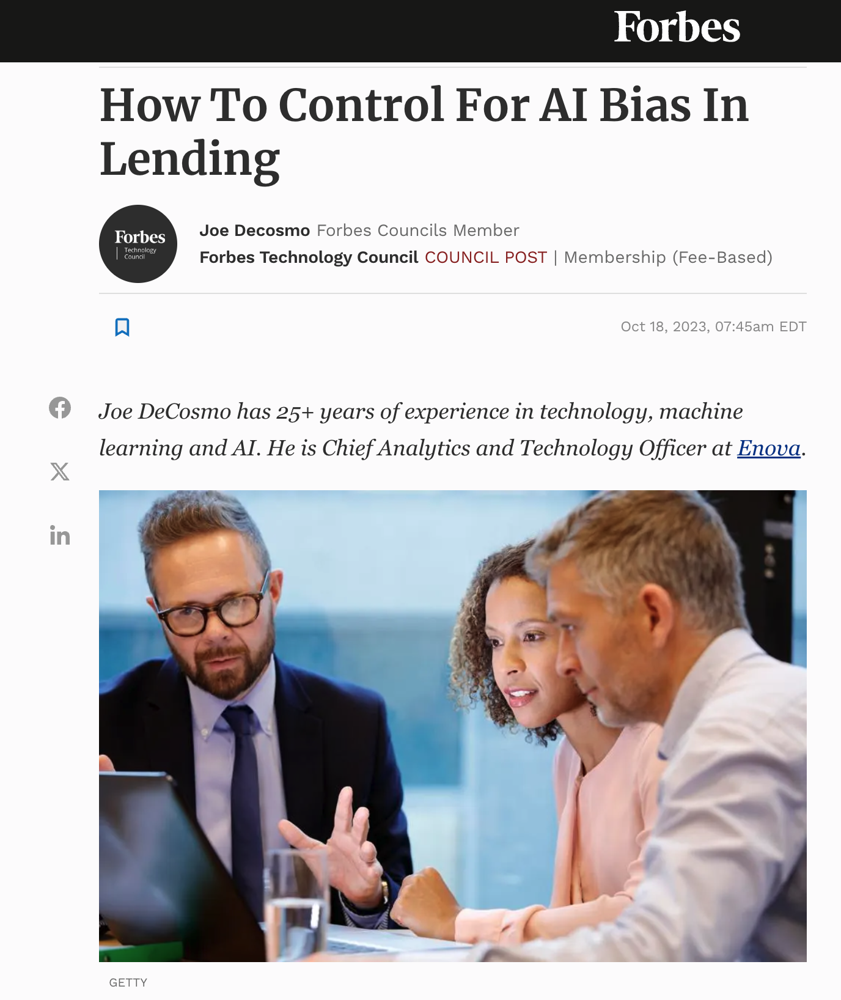 Forbes
How To Control For AI Bias In
Lending
Forbes
Technology
Council
Joe Decosmo Forbes Councils Member
Forbes Technology Council COUNCIL POST | Membership (Fee-Based)
Oct 18, 2023, 07:45am EDT
Joe DeCosmo has 25+ years of experience in technology, machine
learning and AI. He is Chief Analytics and Technology Officer at Enova.
GETTY